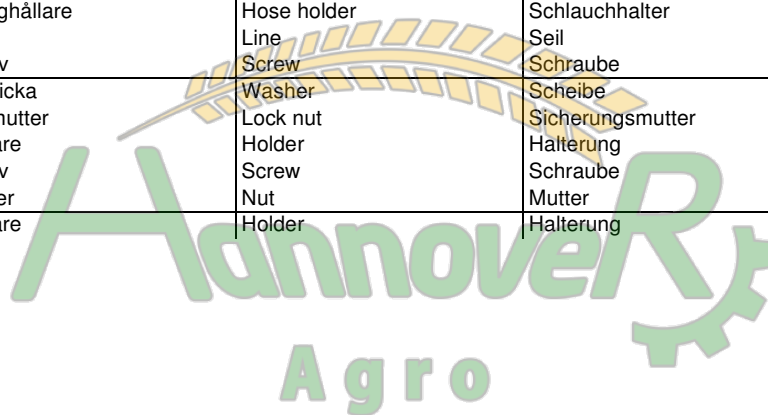 ghållare Hose holder Schlauchhalter
Line Seil
v Screw Schraube
icka Washer Scheibe
mutter Lock nut Sicherungsmutter
are Holder Halterung
v Screw Schraube
er Nut Mutter
are Holder Halterung
HannoveR
Agro